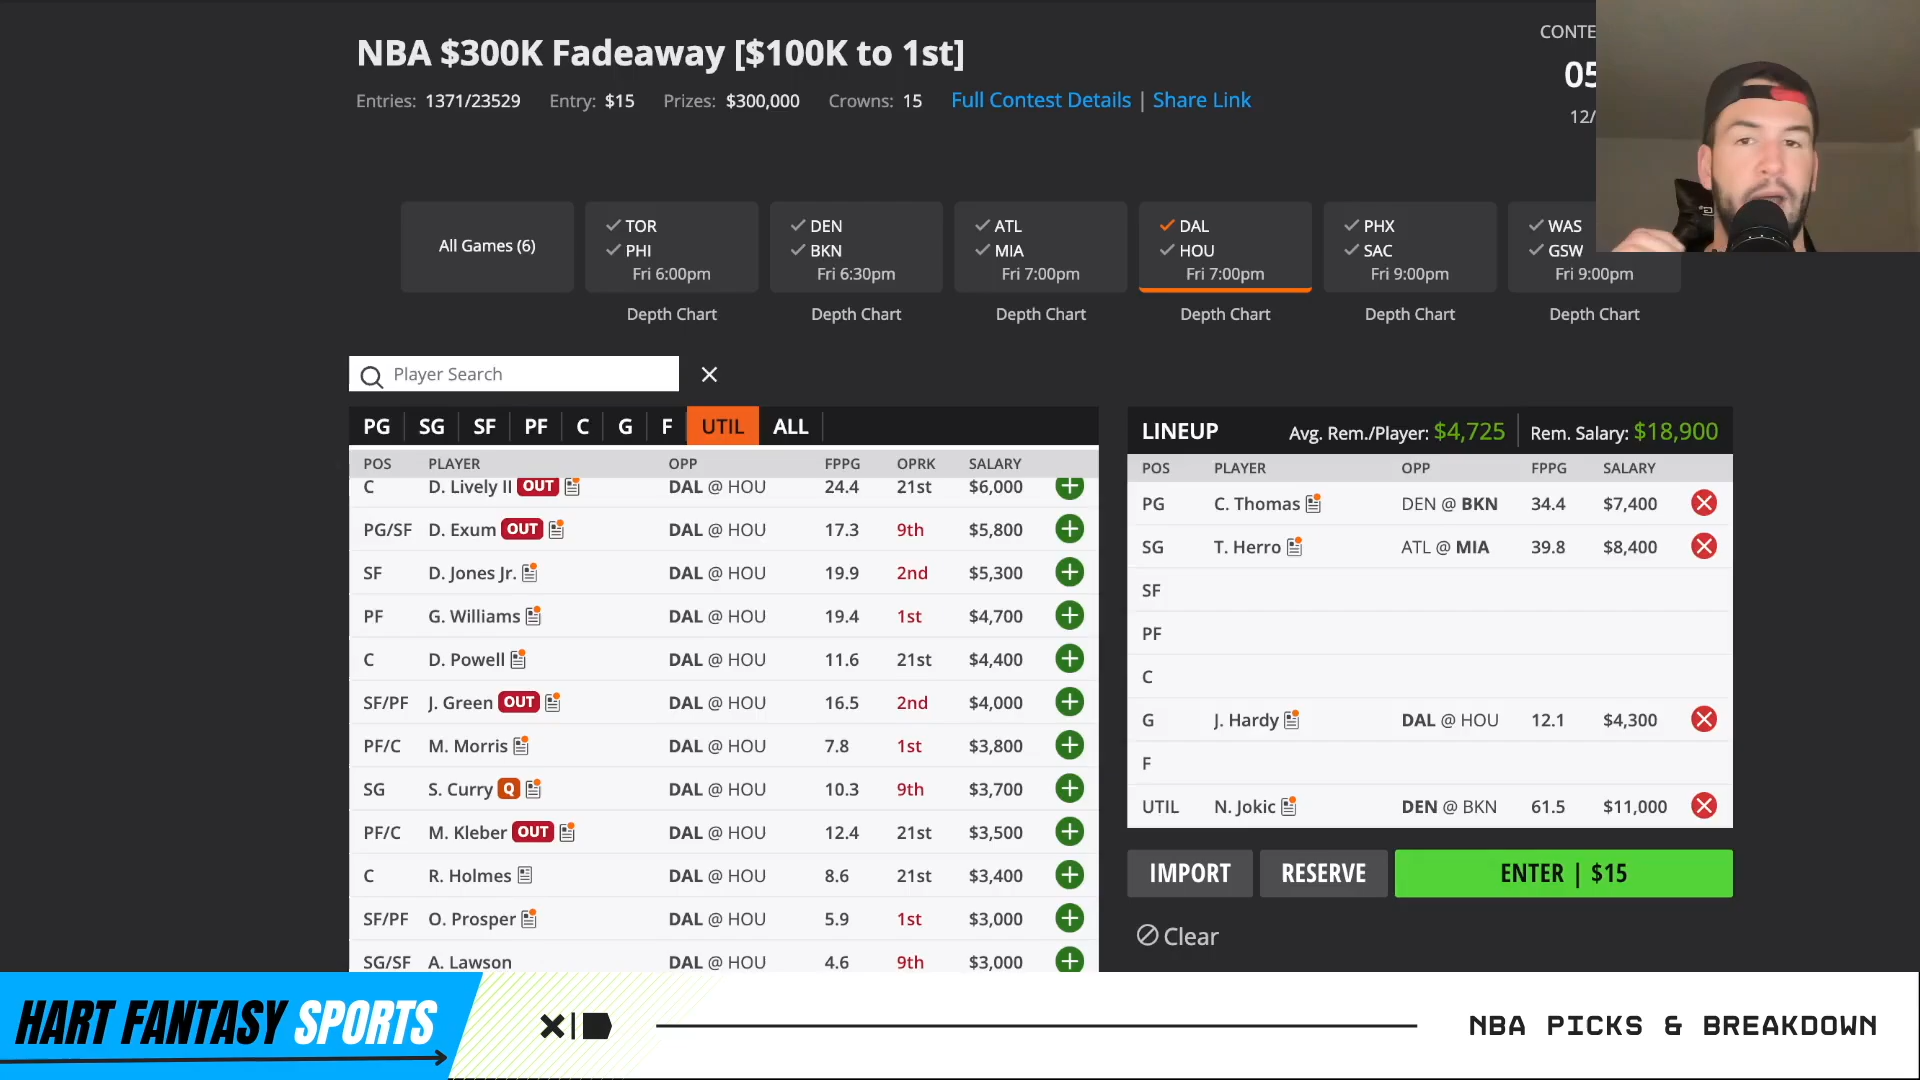 NBA $300K Fadeaway [$100K to 1st]
CONTE
Entries: 1371/23529 Entry: $15 Prizes: $300,000 Crowns: 15 Full Contest Details | Share Link
05
12/
All Games (6)
TOR
PHI
Fri 6:00pm
DEN
BKN
Fri 6:30pm
ATL
MIA
Fri 7:00pm
DAL
HOU
Fri 7:00pm
PHX
SAC
Fri 9:00pm
WAS
GSW
Fri 9:00pm
Depth Chart Depth Chart Depth Chart Depth Chart Depth Chart Depth Chart
Player Search
PG SG SF PF C G F UTIL ALL
POS PLAYER OPP FPPG OPRK SALARY
C D. Lively II OUT DAL @ HOU 24.4 21st $6,000
PG/SF D. Exum OUT DAL @ HOU 17.3 9th $5,800
SF D. Jones Jr. DAL @ HOU 19.9 2nd $5,300
PF G. Williams DAL @ HOU 19.4 1st $4,700
C D. Powell DAL @ HOU 11.6 21st $4,400
SF/PF J. Green OUT DAL @ HOU 16.5 2nd $4,000
PF/C M. Morris DAL @ HOU 7.8 1st $3,800
SG S. Curry Q DAL @ HOU 10.3 9th $3,700
PF/C M. Kleber OUT DAL @ HOU 12.4 21st $3,500
C R. Holmes DAL @ HOU 8.6 21st $3,400
SF/PF O. Prosper DAL @ HOU 5.9 1st $3,000
SG/SF A. Lawson DAL @ HOU 4.6 9th $3,000
LINEUP Avg. Rem./Player: $4,725 Rem. Salary: $18,900
POS PLAYER OPP FPPG SALARY
PG C. Thomas DEN @ BKN 34.4 $7,400
SG T. Herro ATL @ MIA 39.8 $8,400
SF
PF
C
G J. Hardy DAL @ HOU 12.1 $4,300
F
UTIL N. Jokic DEN @ BKN 61.5 $11,000
IMPORT RESERVE ENTER | $15
Clear
HART FANTASY SPORTS
NBA PICKS & BREAKDOWN